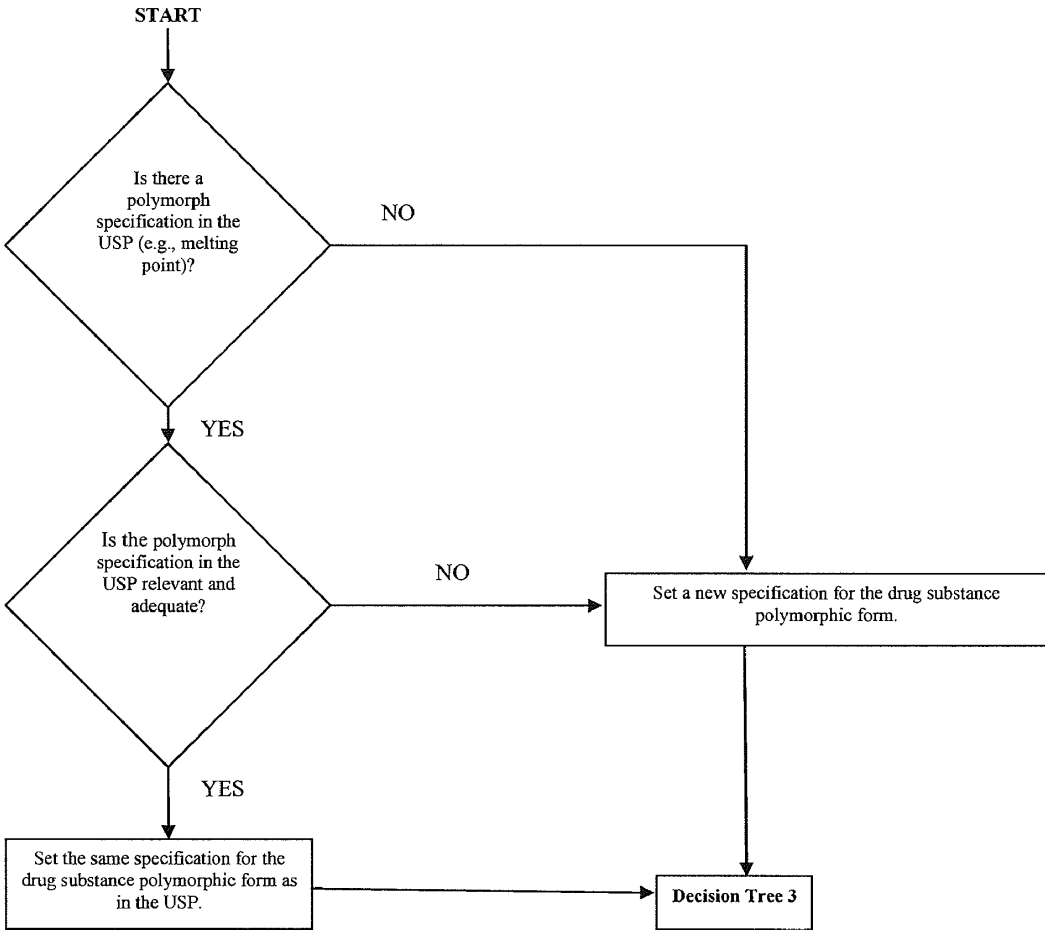 START
Is there a
polymorph
specification in the
USP (e.g., melting
point)?
NO
YES
Is the polymorph
specification in the
USP relevant and
adequate?
NO
Set a new specification for the drug substance
polymorphic form.
YES
Set the same specification for the
drug substance polymorphic form as
in the USP.
Decision Tree 3